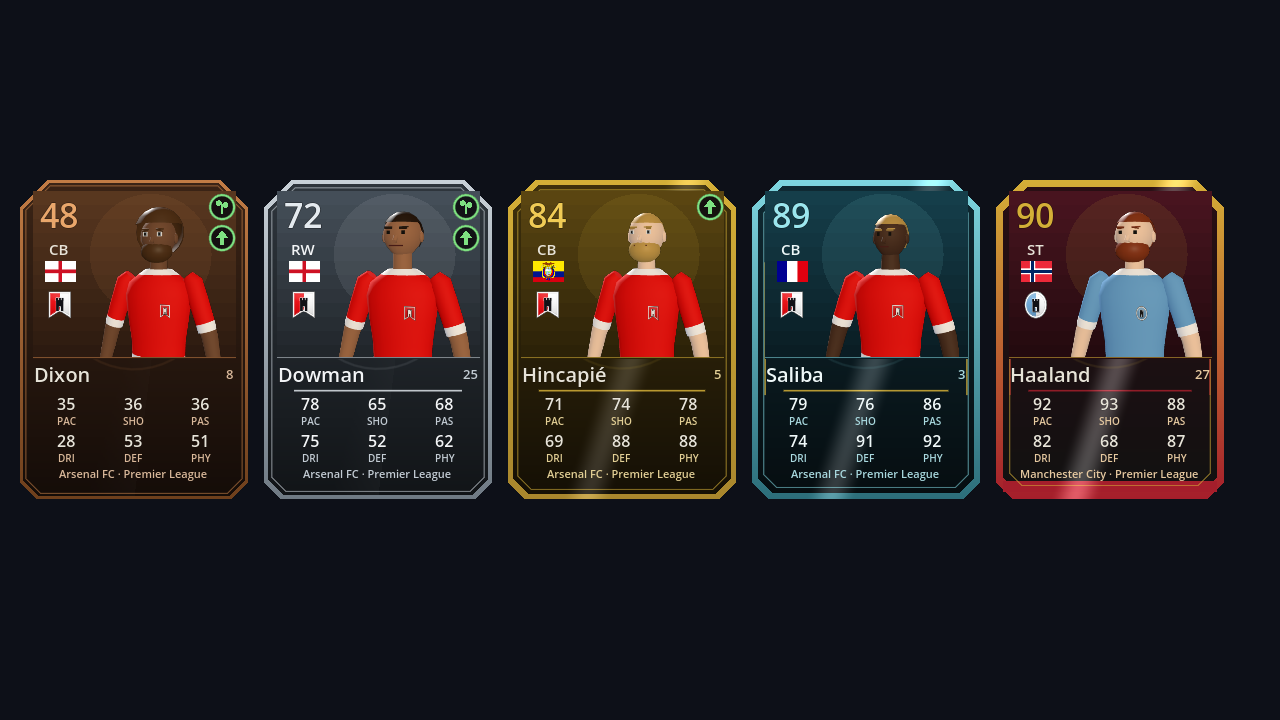 48
CB
Dixon 8
35 36 36
PAC SHO PAS
28 53 51
DRI DEF PHY
Arsenal FC · Premier League
72
RW
Dowman 25
78 65 68
PAC SHO PAS
75 52 62
DRI DEF PHY
Arsenal FC · Premier League
84
CB
Hincapié 5
71 74 78
PAC SHO PAS
69 88 88
DRI DEF PHY
Arsenal FC · Premier League
89
CB
Saliba 3
79 76 86
PAC SHO PAS
74 91 92
DRI DEF PHY
Arsenal FC · Premier League
90
ST
Haaland 27
92 93 88
PAC SHO PAS
82 68 87
DRI DEF PHY
Manchester City · Premier League